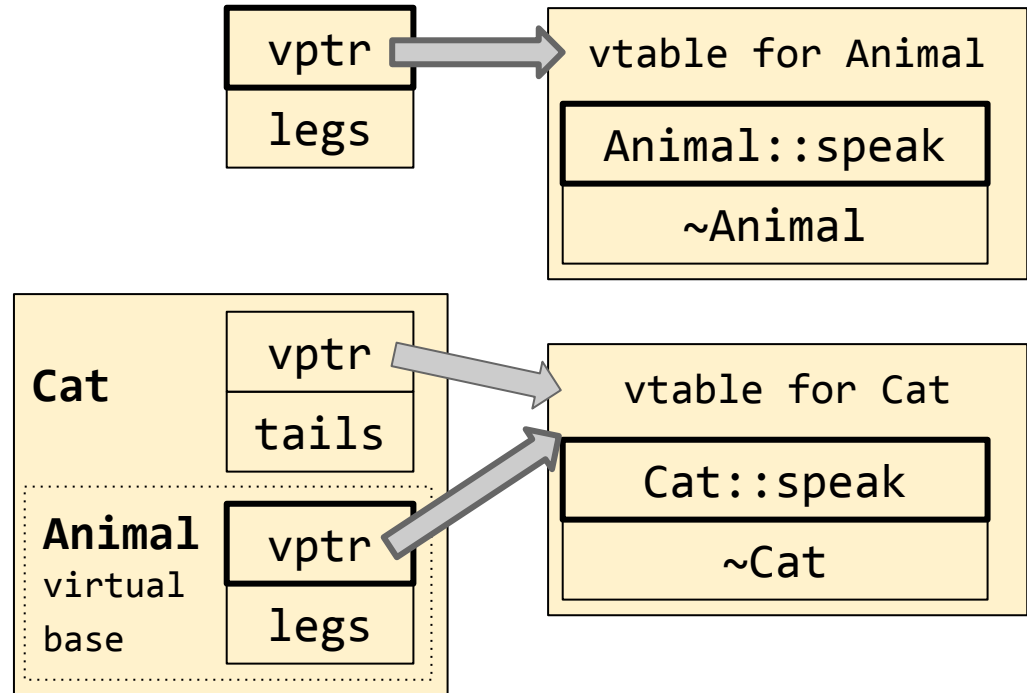 vptr
legs
vtable for Animal
Animal::speak
~Animal
Cat
vptr
tails
Animal
virtual
base
vptr
legs
vtable for Cat
Cat::speak
~Cat